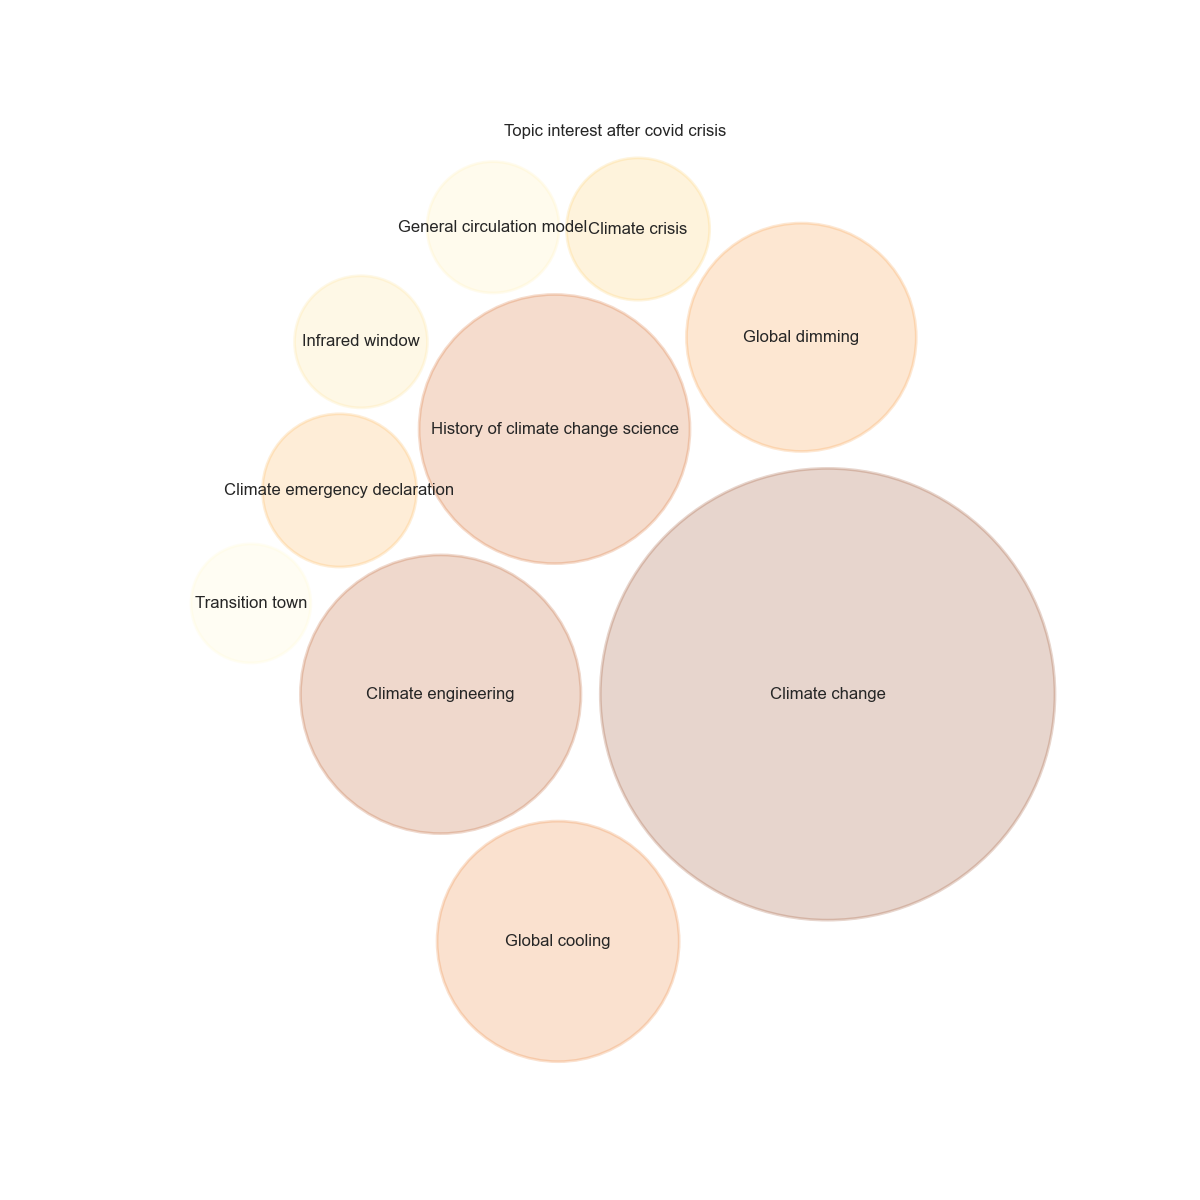 Topic interest after covid crisis
General circulation model
Climate crisis
Global dimming
Infrared window
History of climate change science
Climate emergency declaration
Transition town
Climate engineering
Climate change
Global cooling